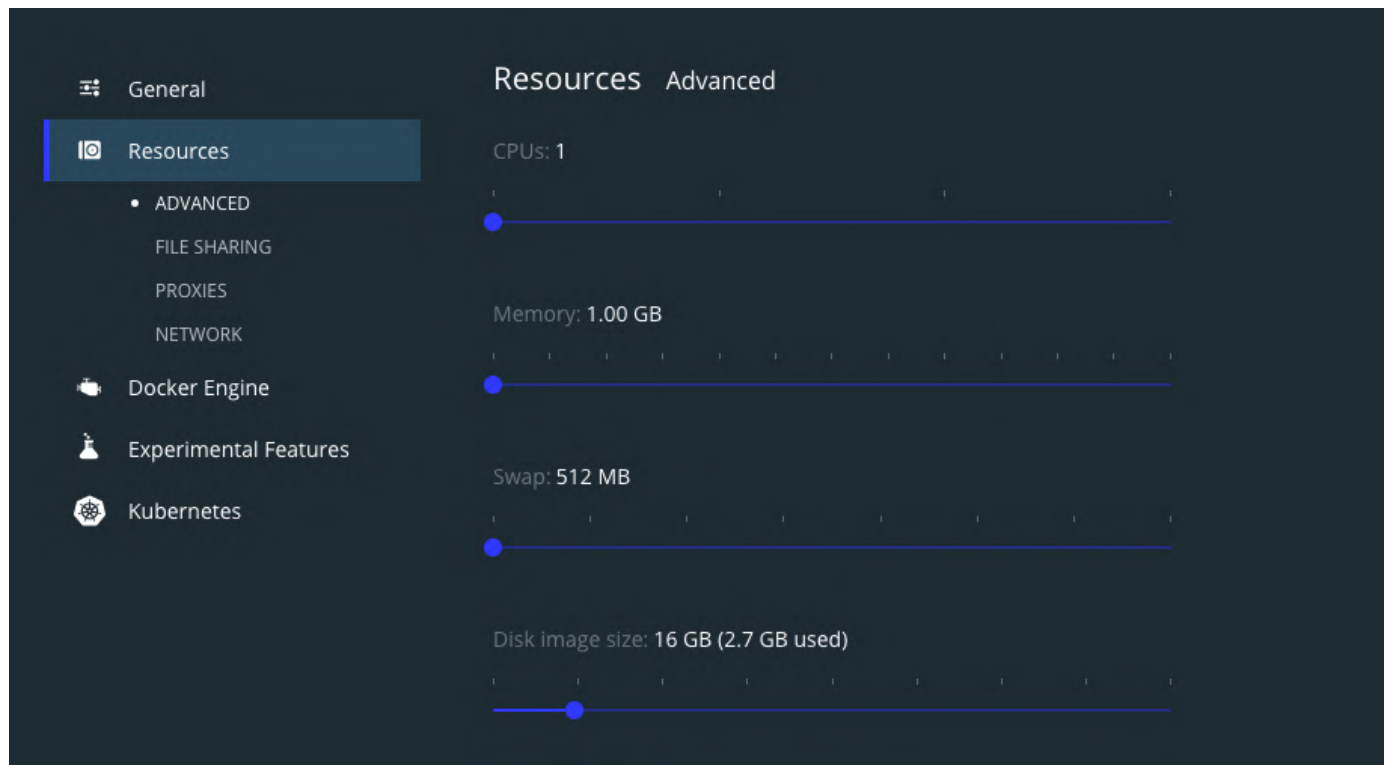 General
Resources
ADVANCED
FILE SHARING
PROXIES
NETWORK
Docker Engine
Experimental Features
Kubernetes
Resources Advanced
CPUs: 1
Memory: 1.00 GB
Swap: 512 MB
Disk image size: 16 GB (2.7 GB used)